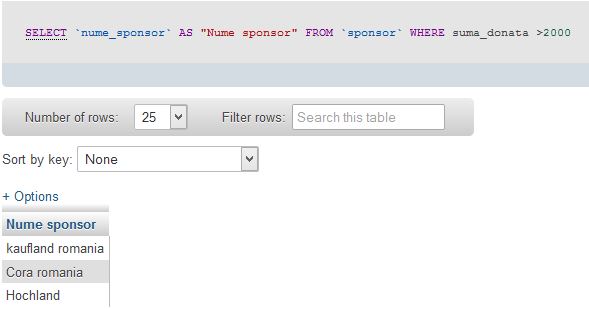 SELECT `nume_sponsor` AS "Nume sponsor" FROM `sponsor` WHERE suma_donata >2000
Number of rows: 25 Filter rows: Search this table
Sort by key: None
+ Options
Nume sponsor
kaufland romania
Cora romania
Hochland